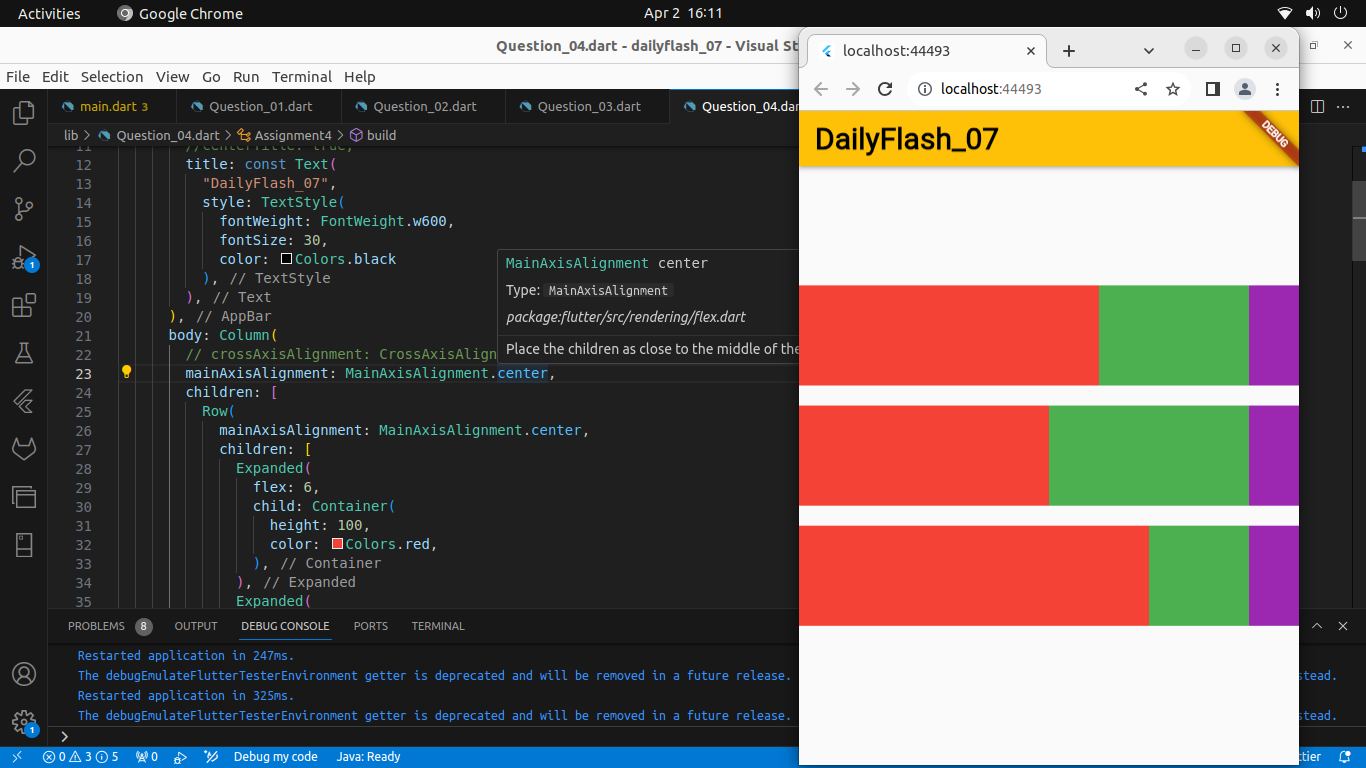 Activities
Google Chrome
Apr 2 16:11
Question_04.dart - dailyflash_07 - Visual St
File Edit Selection View Go Run Terminal Help
main.dart 3
Question_01.dart
Question_02.dart
Question_03.dart
Question_04.dart
lib > Question_04.dart > Assignment4 > build
11 //centerTitle: true,
12 title: const Text(
13 "DailyFlash_07",
14 style: TextStyle(
15 fontWeight: FontWeight.w600,
16 fontSize: 30,
17 color: Colors.black
18 ), // TextStyle
19 ), // Text
20 ), // AppBar
21 body: Column(
22 // crossAxisAlignment: CrossAxisAlign
23 mainAxisAlignment: MainAxisAlignment.center,
24 children: [
25 Row(
26 mainAxisAlignment: MainAxisAlignment.center,
27 children: [
28 Expanded(
29 flex: 6,
30 child: Container(
31 height: 100,
32 color: Colors.red,
33 ), // Container
34 ), // Expanded
35 Expanded(
MainAxisAlignment center
Type: MainAxisAlignment
package:flutter/src/rendering/flex.dart
Place the children as close to the middle of the
PROBLEMS 8 OUTPUT DEBUG CONSOLE PORTS TERMINAL
Restarted application in 247ms.
The debugEmulateFlutterTesterEnvironment getter is deprecated and will be removed in a future release.
stead.
Restarted application in 325ms.
The debugEmulateFlutterTesterEnvironment getter is deprecated and will be removed in a future release.
stead.
>
1
1
0 3 5 0 Debug my code Java: Ready
ttier
localhost:44493
localhost:44493
DailyFlash_07
DEBUG